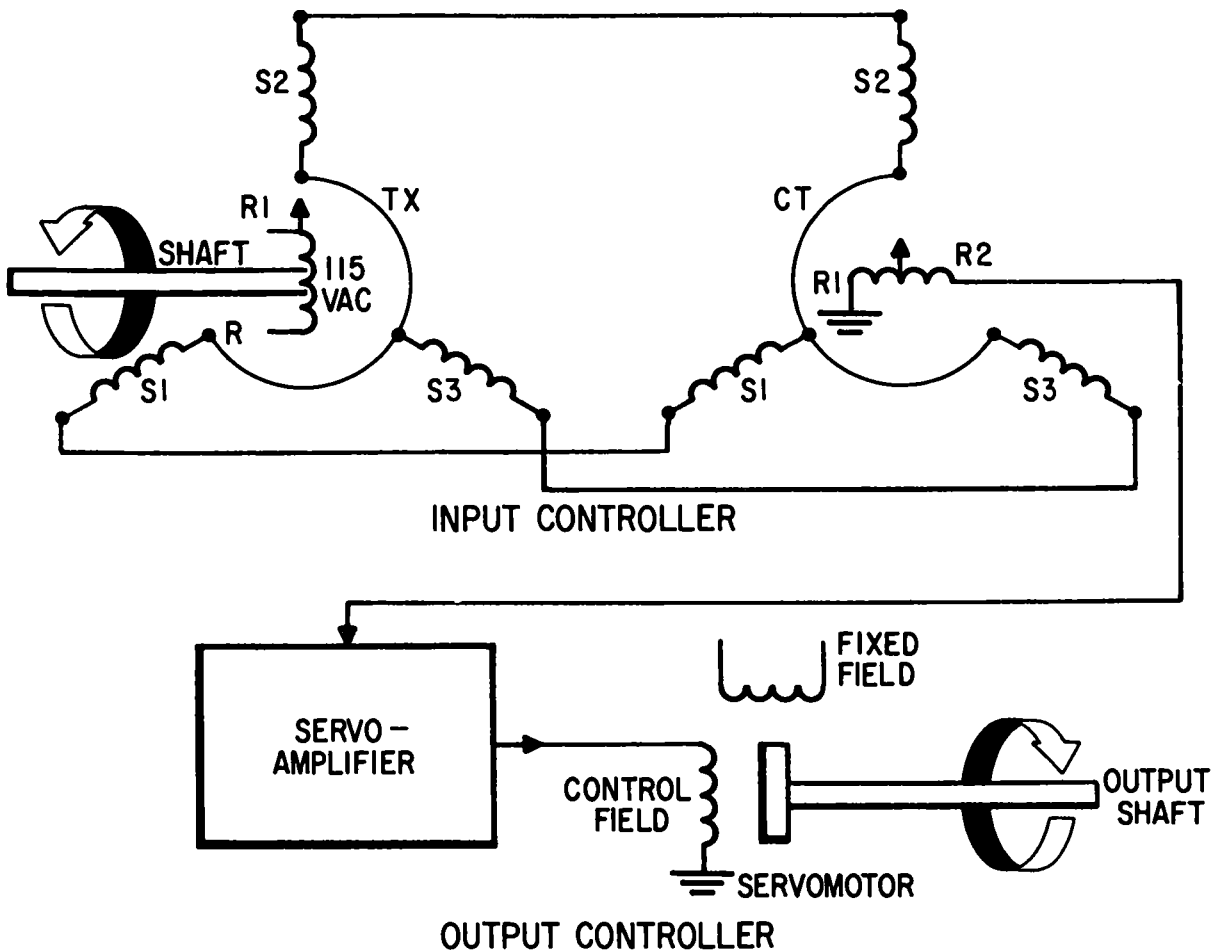 S2
S2
R1
TX
CT
SHAFT
115
VAC
R1
R2
R
S1
S3
S1
S3
INPUT CONTROLLER
FIXED
FIELD
SERVO –
AMPLIFIER
CONTROL
FIELD
OUTPUT
SHAFT
SERVOMOTOR
OUTPUT CONTROLLER